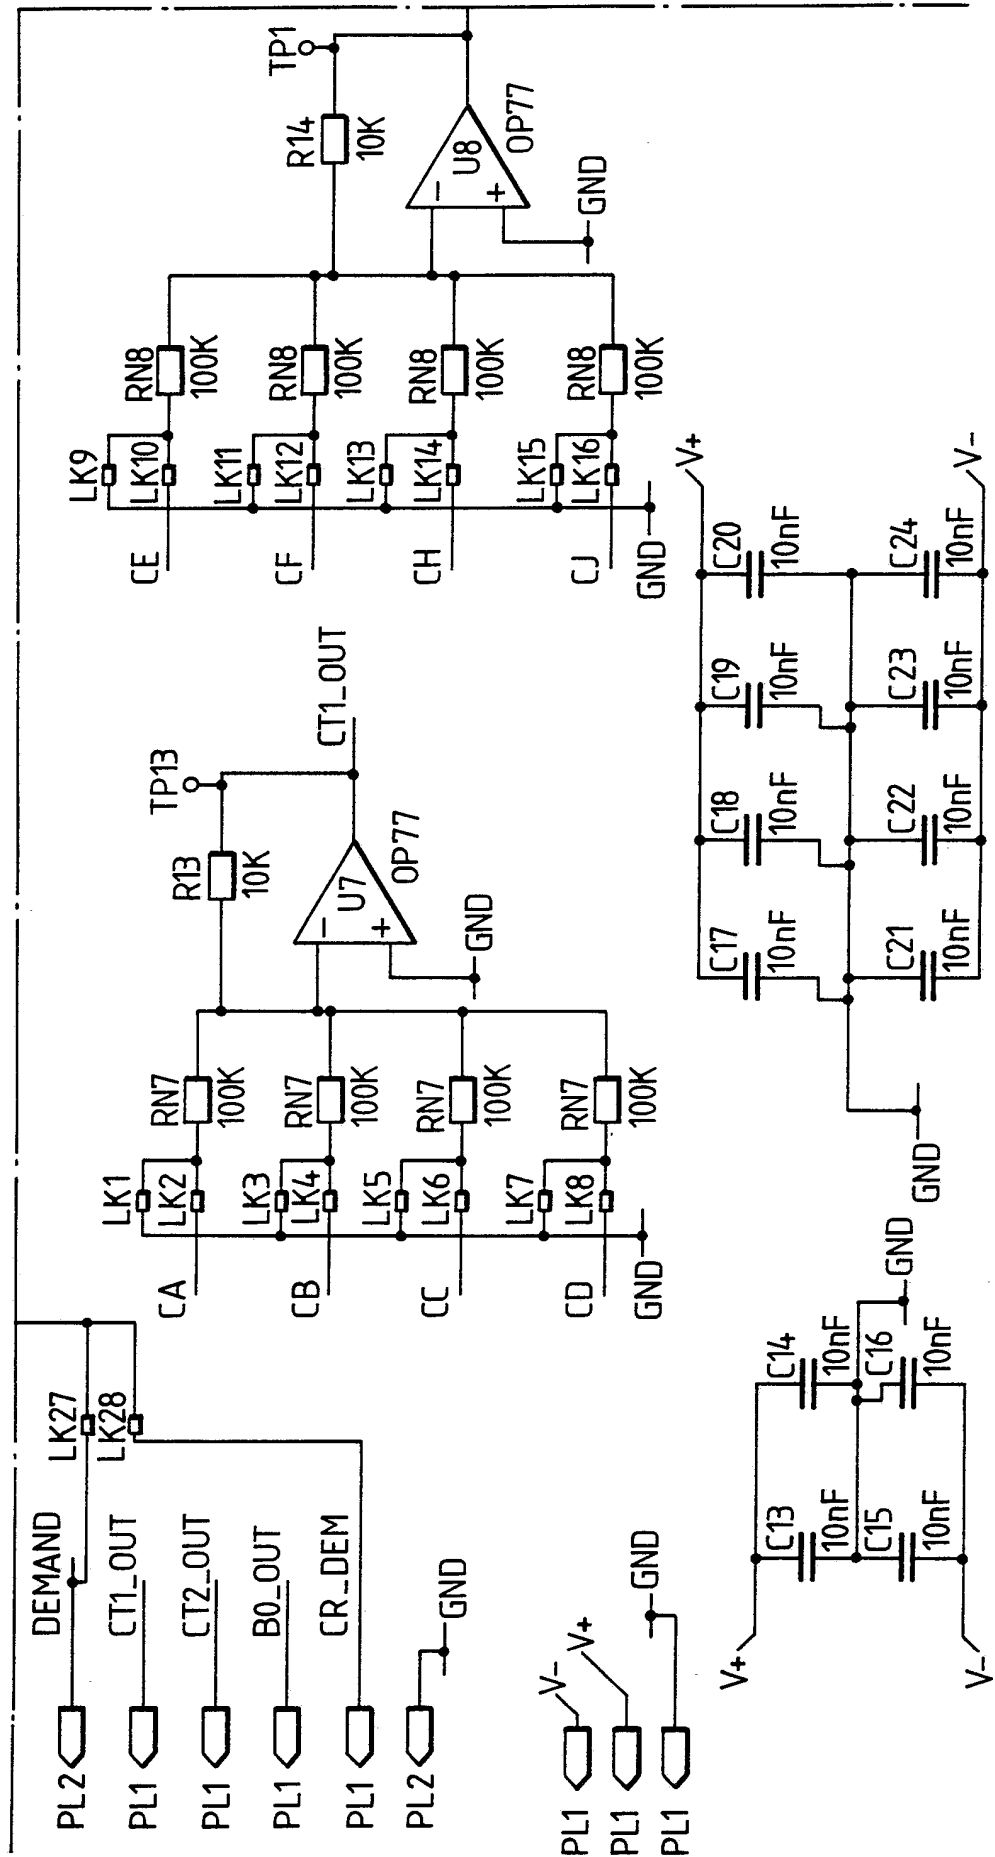 PL2
DEMAND
PL1
CT1_OUT
PL1
CT2_OUT
PL1
B0_OUT
PL1
CR_DEM
PL2
GND
LK27
LK28
PL1
V-
PL1
V+
PL1
GND
CA
LK1
LK2
RN7
100K
CB
LK3
LK4
RN7
100K
CC
LK5
LK6
RN7
100K
CD
LK7
LK8
RN7
100K
GND
R13
10K
TP13
U7
-
+
OP77
GND
CT1_OUT
CE
LK9
LK10
RN8
100K
CF
LK11
LK12
RN8
100K
CH
LK13
LK14
RN8
100K
CJ
LK15
LK16
RN8
100K
GND
R14
10K
TP1
U8
-
+
OP77
GND
V+
C13
10nF
C14
10nF
C15
10nF
C16
10nF
GND
V-
GND
C17
10nF
C18
10nF
C19
10nF
C20
10nF
V+
C21
10nF
C22
10nF
C23
10nF
C24
10nF
V-